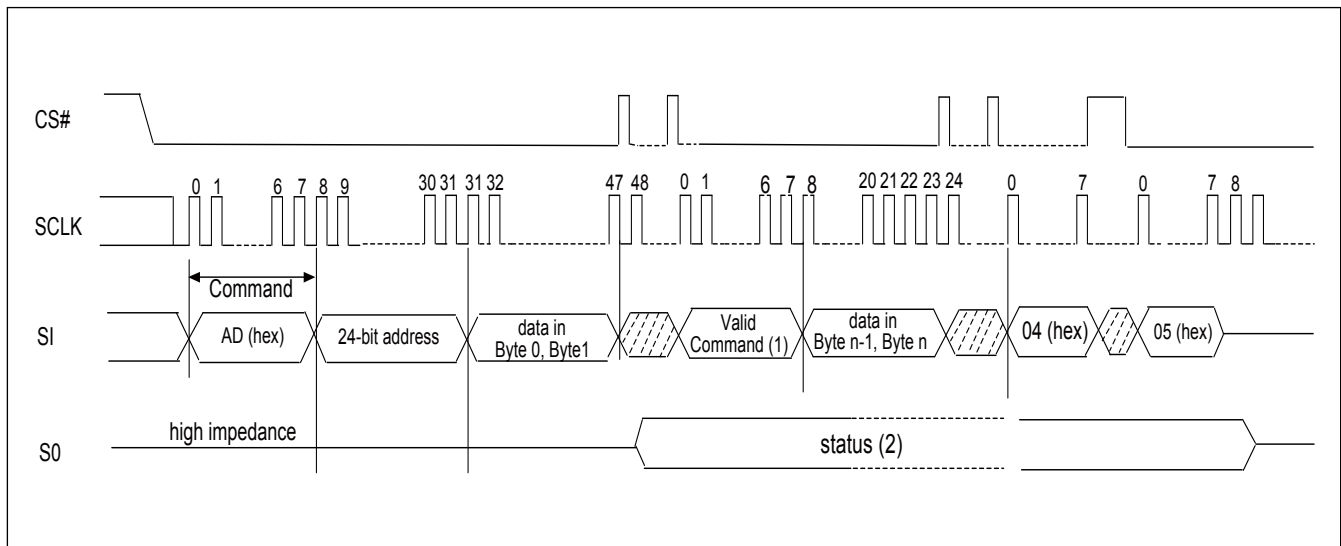 CS#
0 1 6 7 8 9 30 31 31 32 47 48 0 1 6 7 8 20 21 22 23 24 0 7 0 7 8
SCLK
Command
SI
AD (hex)
24-bit address
data in
Byte 0, Byte1
Valid
Command (1)
data in
Byte n-1, Byte n
04 (hex)
05 (hex)
high impedance
S0
status (2)